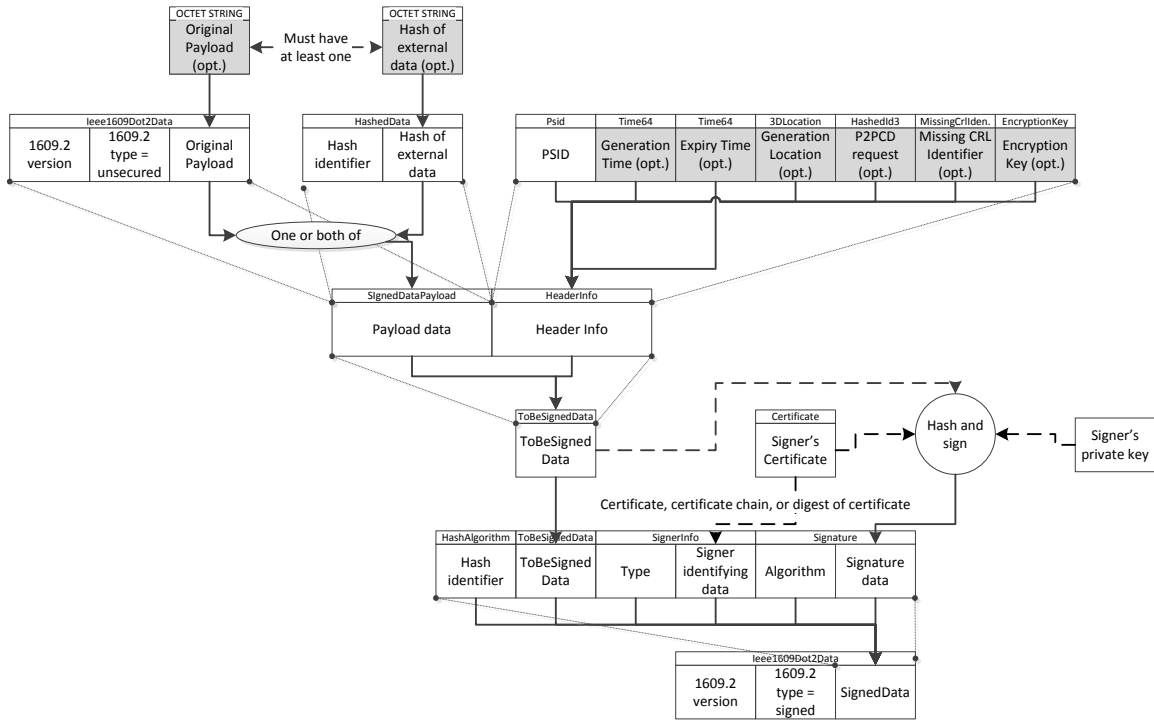 OCTET STRING
Original
Payload
(opt.)
Must have
at least one
OCTET STRING
Hash of
external
data (opt.)
Ieee1609Dot2Data
1609.2
version
1609.2
type =
unsecured
Original
Payload
HashedData
Hash
identifier
Hash of
external
data
Psid
PSID
Time64
Generation
Time (opt.)
Time64
Expiry Time
(opt.)
3DLocation
Generation
Location
(opt.)
HashedId3
P2PCD
request
(opt.)
MissingCrlIden.
Missing CRL
Identifier
(opt.)
EncryptionKey
Encryption
Key (opt.)
One or both of
SIgnedDataPayload
Payload data
HeaderInfo
Header Info
ToBeSignedData
ToBeSigned
Data
Certificate
Signer's
Certificate
Hash and
sign
Signer's
private key
Certificate, certificate chain, or digest of certificate
HashAlgorithm
Hash
identifier
ToBeSignedData
ToBeSigned
Data
SignerInfo
Type
Signer
identifying
data
Signature
Algorithm
Signature
data
Ieee1609Dot2Data
1609.2
version
1609.2
type =
signed
SignedData